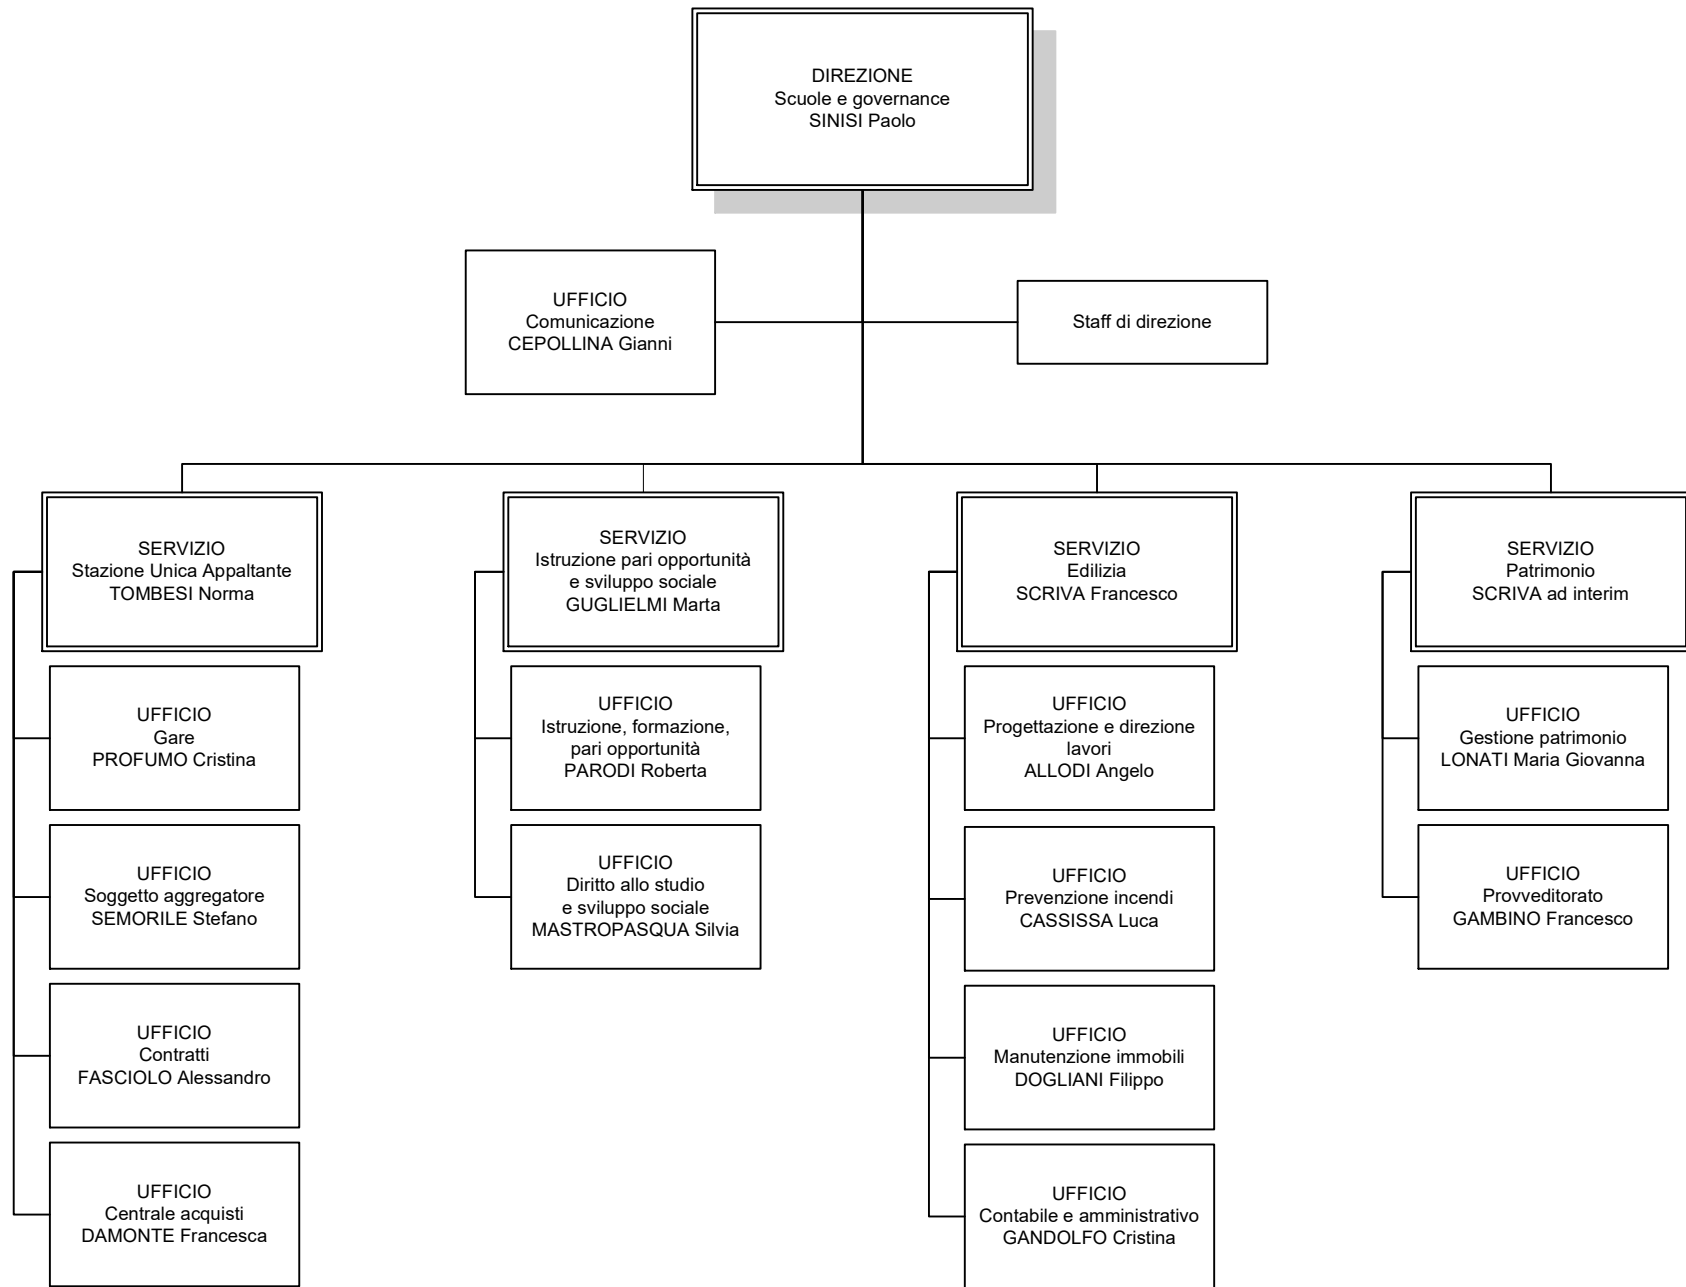 DIREZIONE
Scuole e governance
SINISI Paolo
UFFICIO
Comunicazione
CEPOLLINA Gianni
Staff di direzione
SERVIZIO
Stazione Unica Appaltante
TOMBESI Norma
UFFICIO
Gare
PROFUMO Cristina
UFFICIO
Soggetto aggregatore
SEMORILE Stefano
UFFICIO
Contratti
FASCIOLO Alessandro
UFFICIO
Centrale acquisti
DAMONTE Francesca
SERVIZIO
Istruzione pari opportunità
e sviluppo sociale
GUGLIELMI Marta
UFFICIO
Istruzione, formazione,
pari opportunità
PARODI Roberta
UFFICIO
Diritto allo studio
e sviluppo sociale
MASTROPASQUA Silvia
SERVIZIO
Edilizia
SCRIVA Francesco
UFFICIO
Progettazione e direzione
lavori
ALLODI Angelo
UFFICIO
Prevenzione incendi
CASSISSA Luca
UFFICIO
Manutenzione immobili
DOGLIANI Filippo
UFFICIO
Contabile e amministrativo
GANDOLFO Cristina
SERVIZIO
Patrimonio
SCRIVA ad interim
UFFICIO
Gestione patrimonio
LONATI Maria Giovanna
UFFICIO
Provveditorato
GAMBINO Francesco